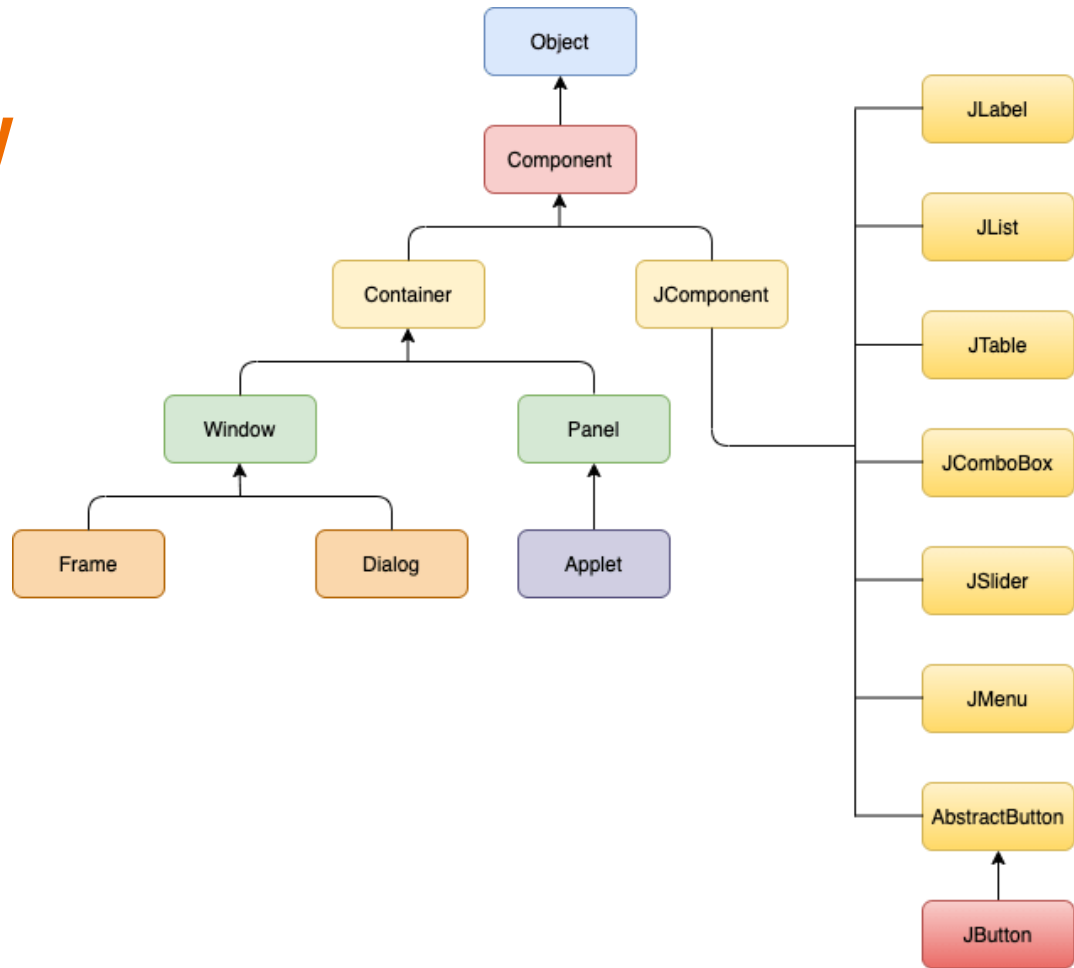 y
Object
Component
Container
JComponent
Window
Panel
Frame
Dialog
Applet
JLabel
JList
JTable
JComboBox
JSlider
JMenu
AbstractButton
JButton